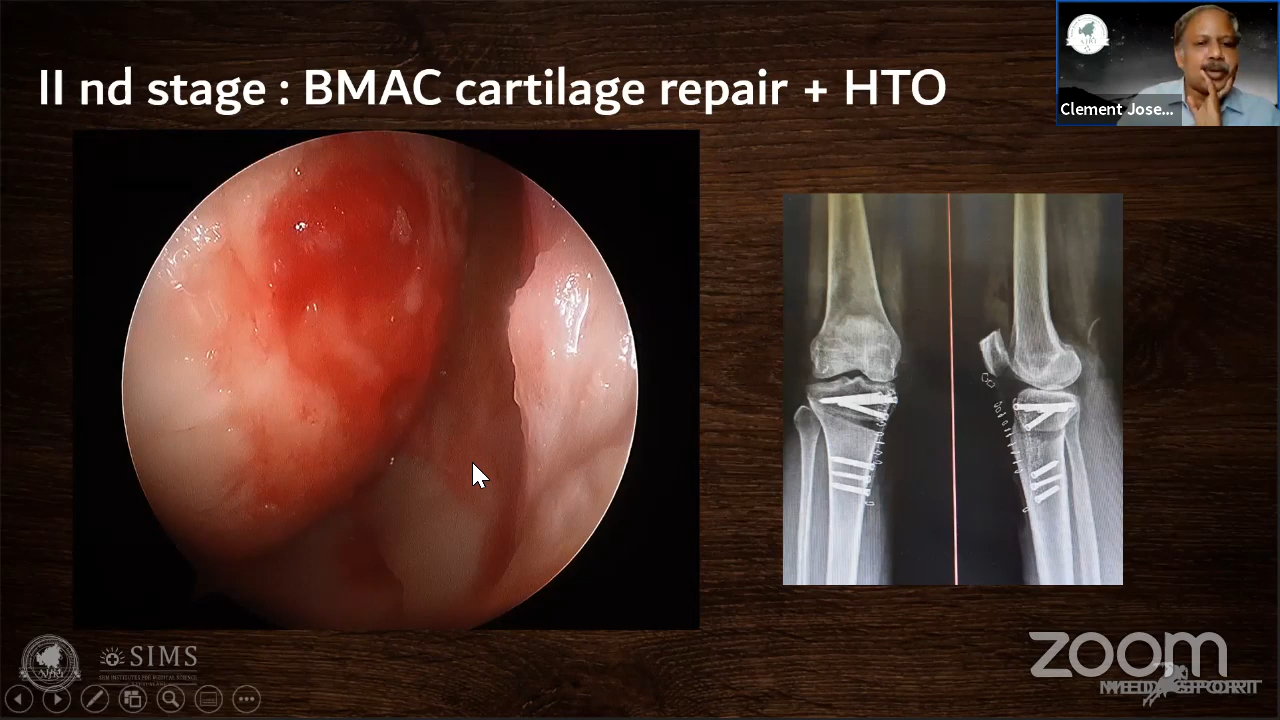 II nd stage : BMAC cartilage repair + HTO
Clement Jose...
SIMS
zoom